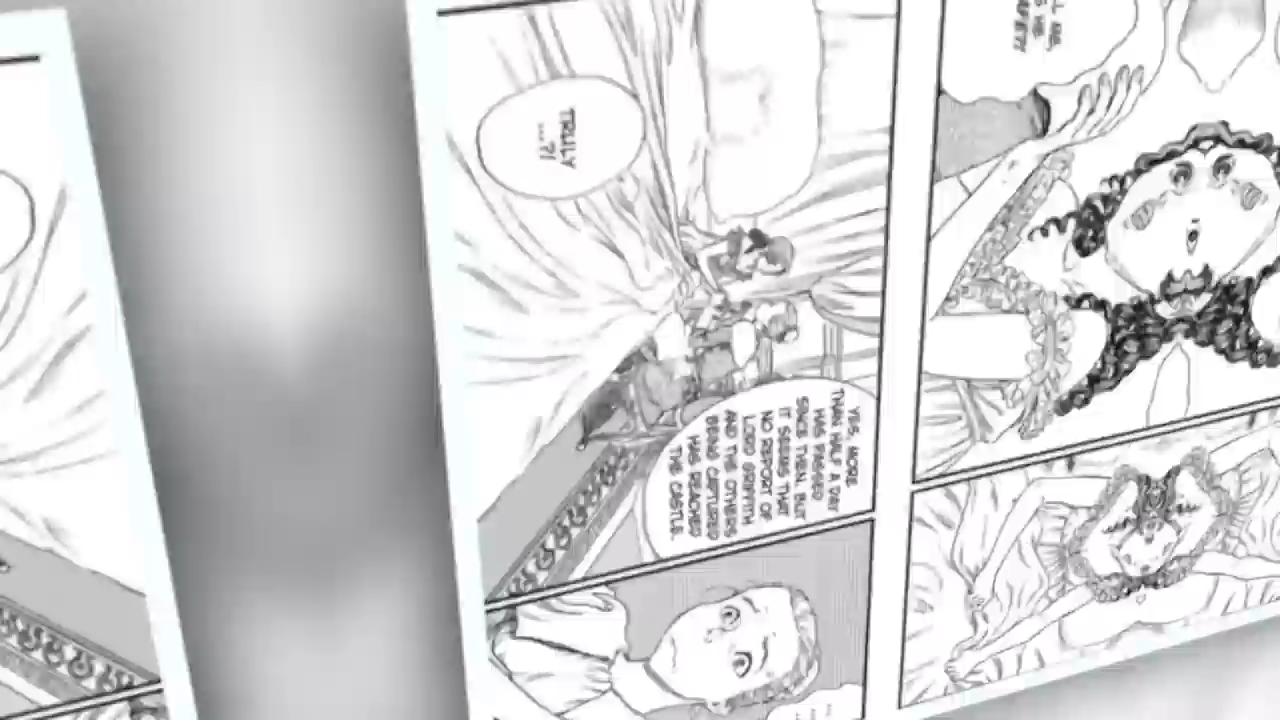 TRULY
...?!
YES, MORE
THAN HALF A DAY
HAS PASSED
SINCE THEN, BUT
IT SEEMS THAT
NO REPORT OF
LORD GRIFFITH
AND THE OTHERS
BEING CAPTURED
HAS REACHED
THE CASTLE.